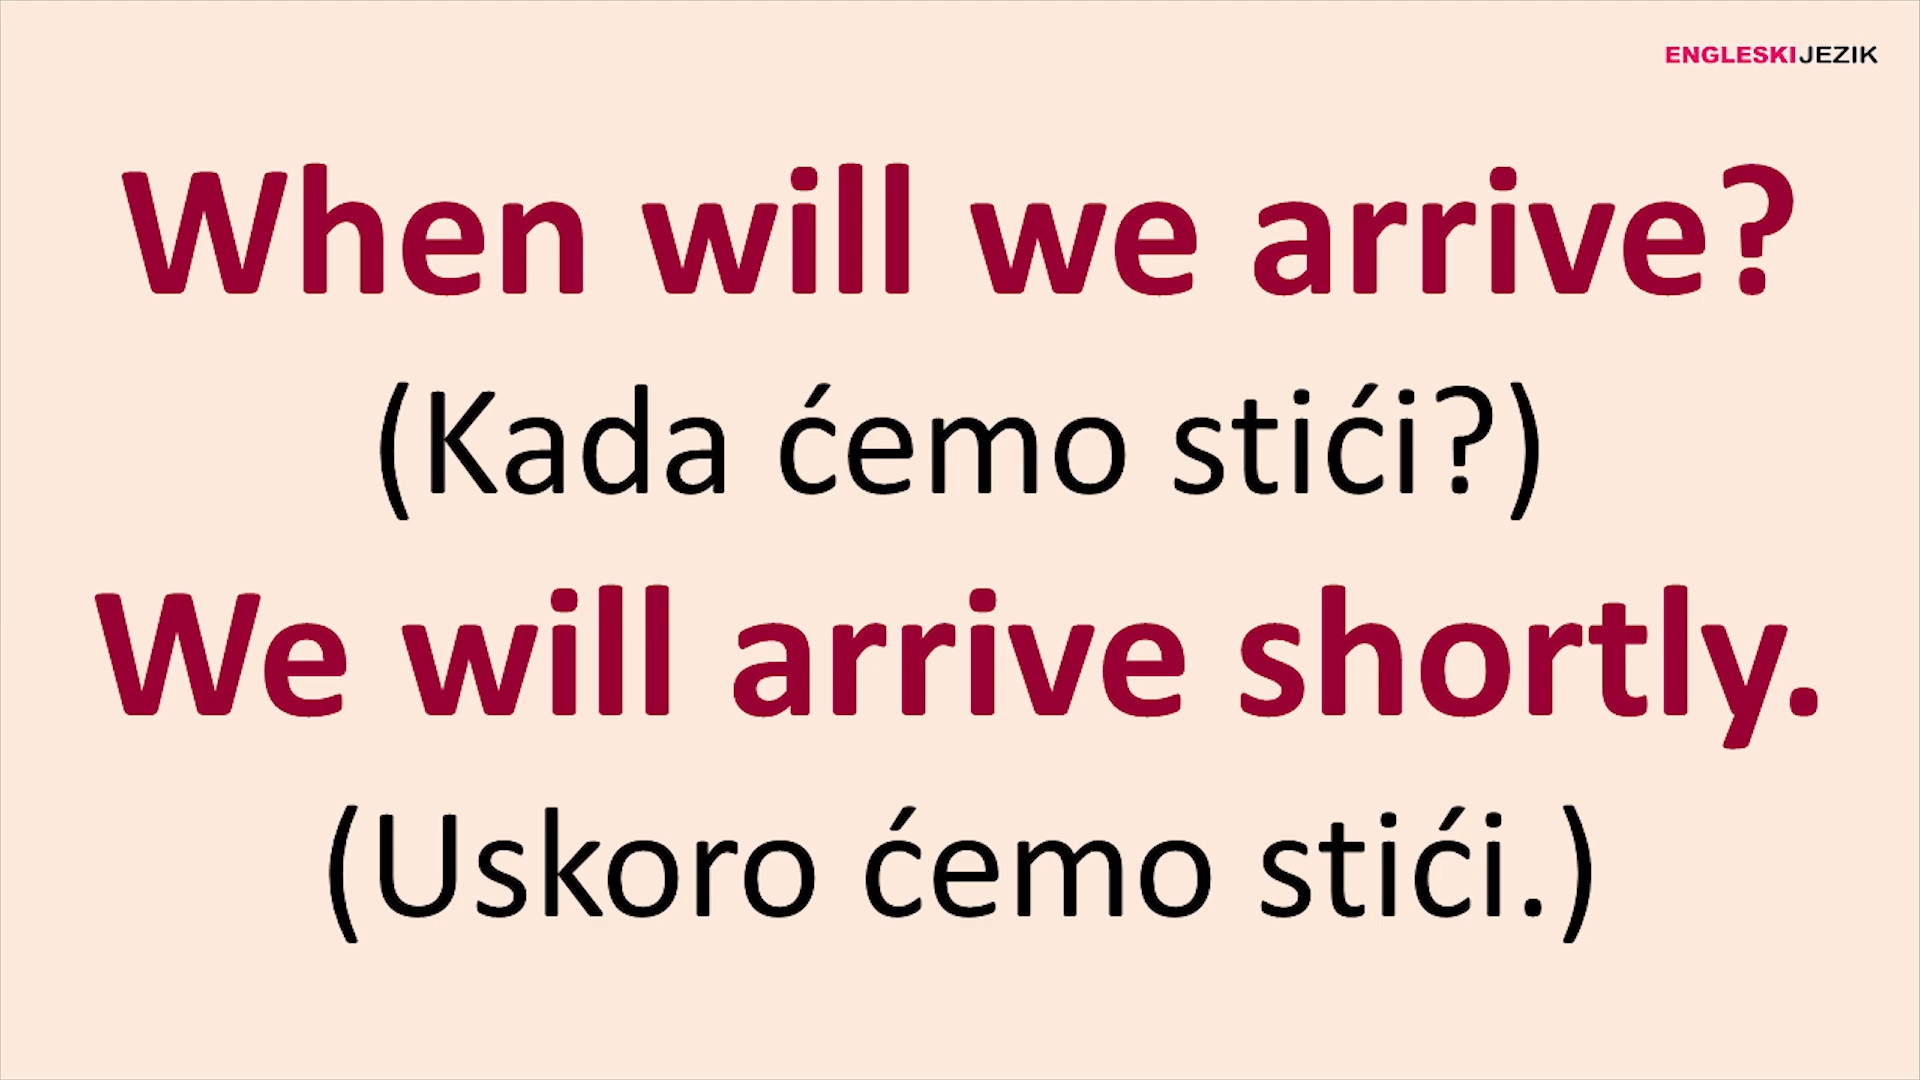 ENGLESKIJEZIK
When will we arrive?
(Kada ćemo stići?)
We will arrive shortly.
(Uskoro ćemo stići.)